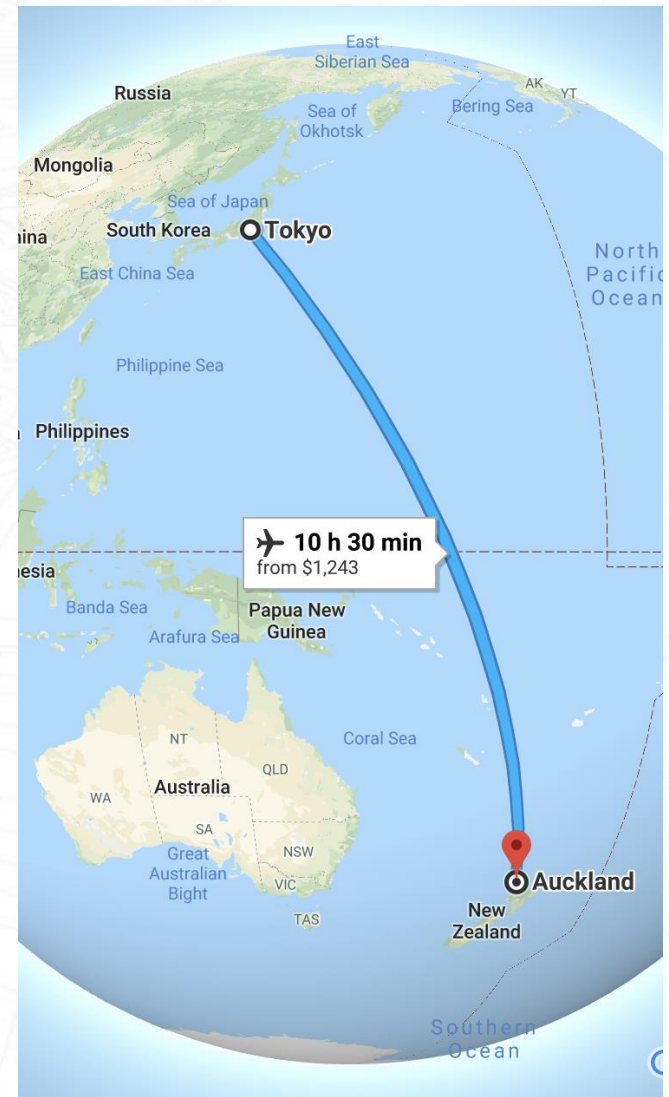 East
Siberian Sea
AK
YT
Russia
Bering Sea
Sea of
Okhotsk
Mongolia
Sea of Japan
South Korea
Tokyo
ina
North
Pacific
Ocean
East China Sea
Philippine Sea
Philippines
10 h 30 min
from $1,243
esia
Banda Sea
Papua New
Guinea
Arafura Sea
NT
Coral Sea
QLD
Australia
WA
SA
Great
Australian
Bight
NSW
VIC
Auckland
TAS
New
Zealand
Southern
Ocean